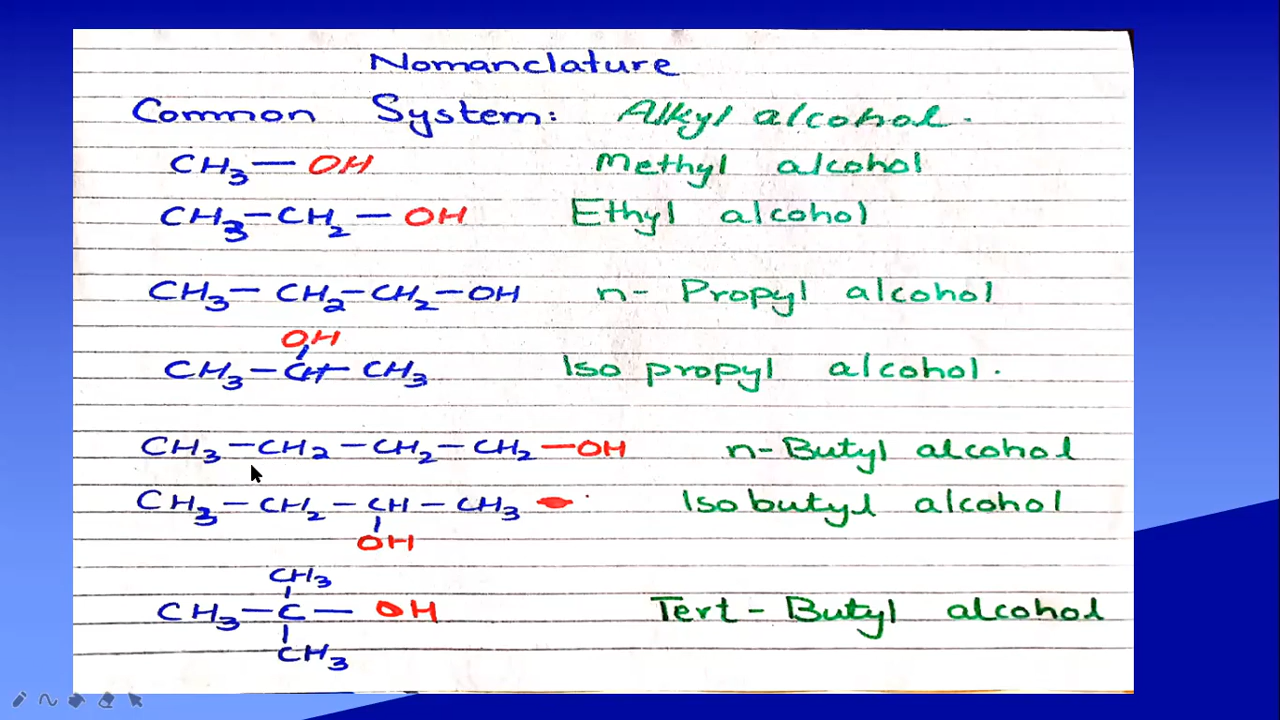 Nomanclature
Common System: Alkyl alcohol.
CH3 — OH Methyl alcohol
CH3 — CH2 — OH Ethyl alcohol
CH3 — CH2 — CH2 — OH n- Propyl alcohol
OH
CH3 — CH — CH3 Iso propyl alcohol.
CH3 — CH2 — CH2 — CH2 — OH n-Butyl alcohol
CH3 — CH2 — CH — CH3 Isobutyl alcohol
OH
CH3
CH3 — C — OH Tert - Butyl alcohol
CH3